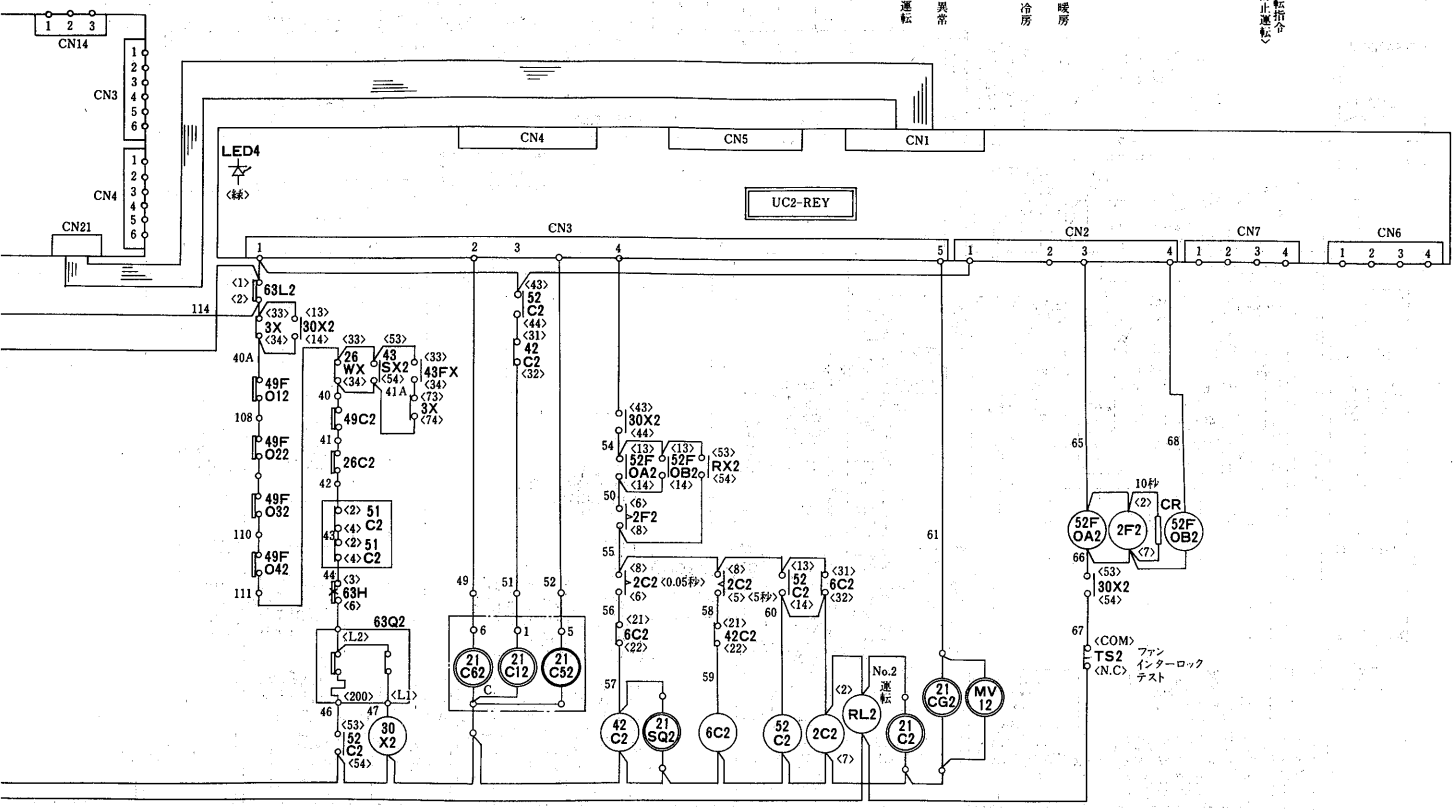 運転
異常
冷房
暖房
転指令
止運転〉
1 2 3
CN14
CN3
1
2
3
4
5
6
CN4
1
2
3
4
5
6
CN21
LED4
〈緑〉
CN4
CN5
CN1
UC2-REY
CN3
1 2 3 4 5
CN2
1 2 3 4
CN7
1 2 3 4
CN6
1 2 3 4
114
<1>
63L2
<2>
<33>
3X
<34>
<13>
30X2
<14>
40A
49F
O12
108
49F
O22
49F
O32
110
49F
O42
111
<33>
26
WX
<34>
<53>
43
SX2
<54>
41A
<33>
43FX
<34>
<73>
3X
<74>
40
49C2
41
26C2
42
<2> 51
C2
<4>
43
<2> 51
C2
<4>
44
<3>
63H
<6>
63Q2
<L2>
<200>
<L1>
46
47
<53>
52
C2
<54>
30
X2
<43>
52
C2
<44>
<31>
42
C2
<32>
49
51
52
6
1
5
21
C62
21
C12
21
C52
C
<43>
30X2
<44>
54
<13>
52F
OA2
<14>
<13>
52F
OB2
<14>
<53>
RX2
<54>
50
<6>
2F2
<8>
55
<8>
2C2 <0.05秒>
<6>
<8>
2C2
<5> <5秒>
<13>
52
C2
<14>
<31>
6C2
<32>
56
<21>
6C2
<22>
58
<21>
42C2
<22>
60
57
59
42
C2
21
SQ2
6C2
52
C2
2C2
<7>
<2>
RL2
No.2
運転
21
C2
61
21
CG2
MV
12
65
68
10秒
<2>
CR
52F
OA2
2F2
52F
OB2
<7>
66
<53>
30X2
<54>
67
<COM>
TS2
<N.C>
ファン
インターロック
テスト